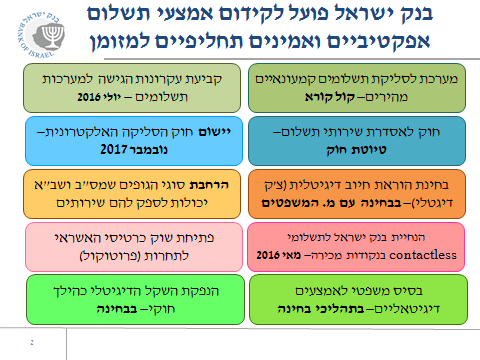 בנק ישראל פועל לקידום אמצעי תשלום
אפקטיביים ואמינים תחליפיים למזומן
בנק ישראל
BANK OF ISRAEL
מערכת לסליקת תשלומים קמעונאיים
מהירים– קול קורא
קביעת עקרונות הגישה למערכות
תשלומים – יולי 2016
חוק לאסדרת שירותי תשלום–
טיוטת חוק
יישום חוק הסליקה האלקטרונית–
נובמבר 2017
בחינת הוראת חיוב דיגיטלית (צ'ק
דיגטלי)–בבחינה עם מ. המשפטים
הרחבת סוגי הגופים שמס"ב ושב"א
יכולות לספק להם שירותים
הנחיית בנק ישראל לתשלומי
contactless בנקודות מכירה– מאי 2016
פתיחת שוק כרטיסי האשראי
לתחרות (פרוטוקול)
בסיס משפטי לאמצעים
דיגיטאליים–בתהליכי בחינה
הנפקת השקל הדיגיטלי כהילך
חוקי– בבחינה
2